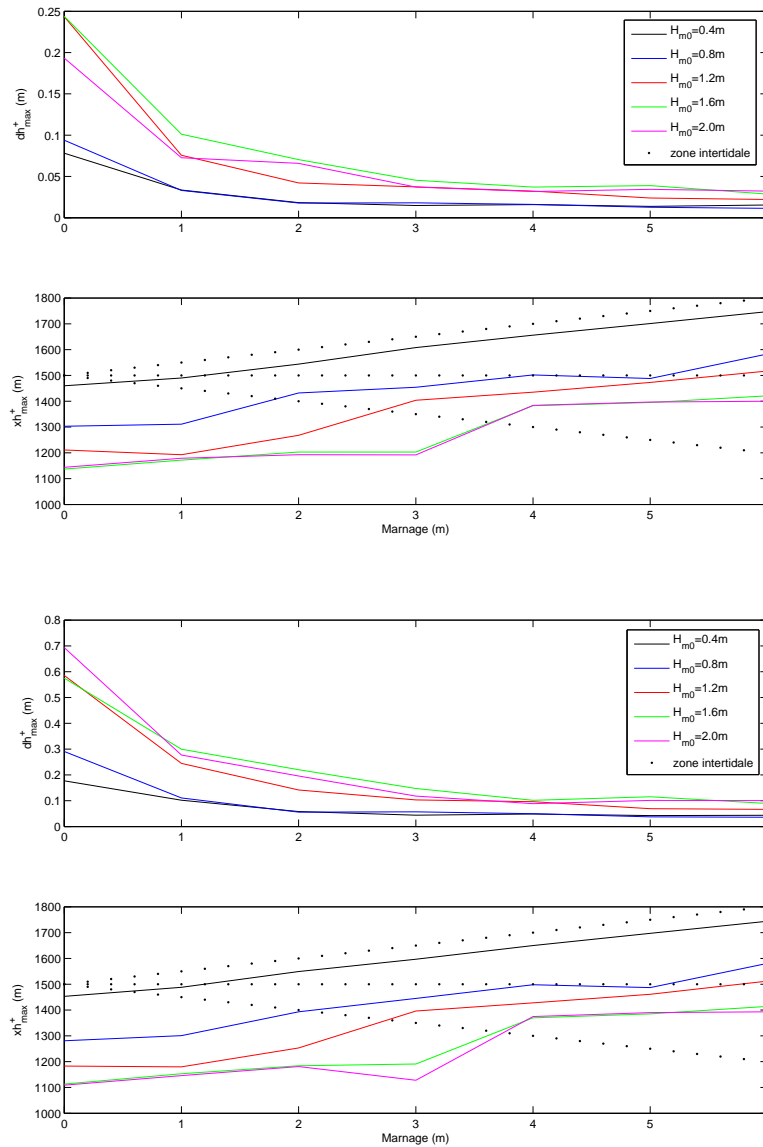 0.25
0.2
0.15
0.1
0.05
0
dh⁺max (m)
0 1 2 3 4 5
Hm0=0.4m
Hm0=0.8m
Hm0=1.2m
Hm0=1.6m
Hm0=2.0m
zone intertidale
1800
1700
1600
1500
1400
1300
1200
1100
1000
xh⁺max (m)
0 1 2 3 4 5
Marnage (m)
0.8
0.7
0.6
0.5
0.4
0.3
0.2
0.1
0
dh⁺max (m)
0 1 2 3 4 5
Hm0=0.4m
Hm0=0.8m
Hm0=1.2m
Hm0=1.6m
Hm0=2.0m
zone intertidale
1800
1700
1600
1500
1400
1300
1200
1100
1000
xh⁺max (m)
0 1 2 3 4 5
Marnage (m)